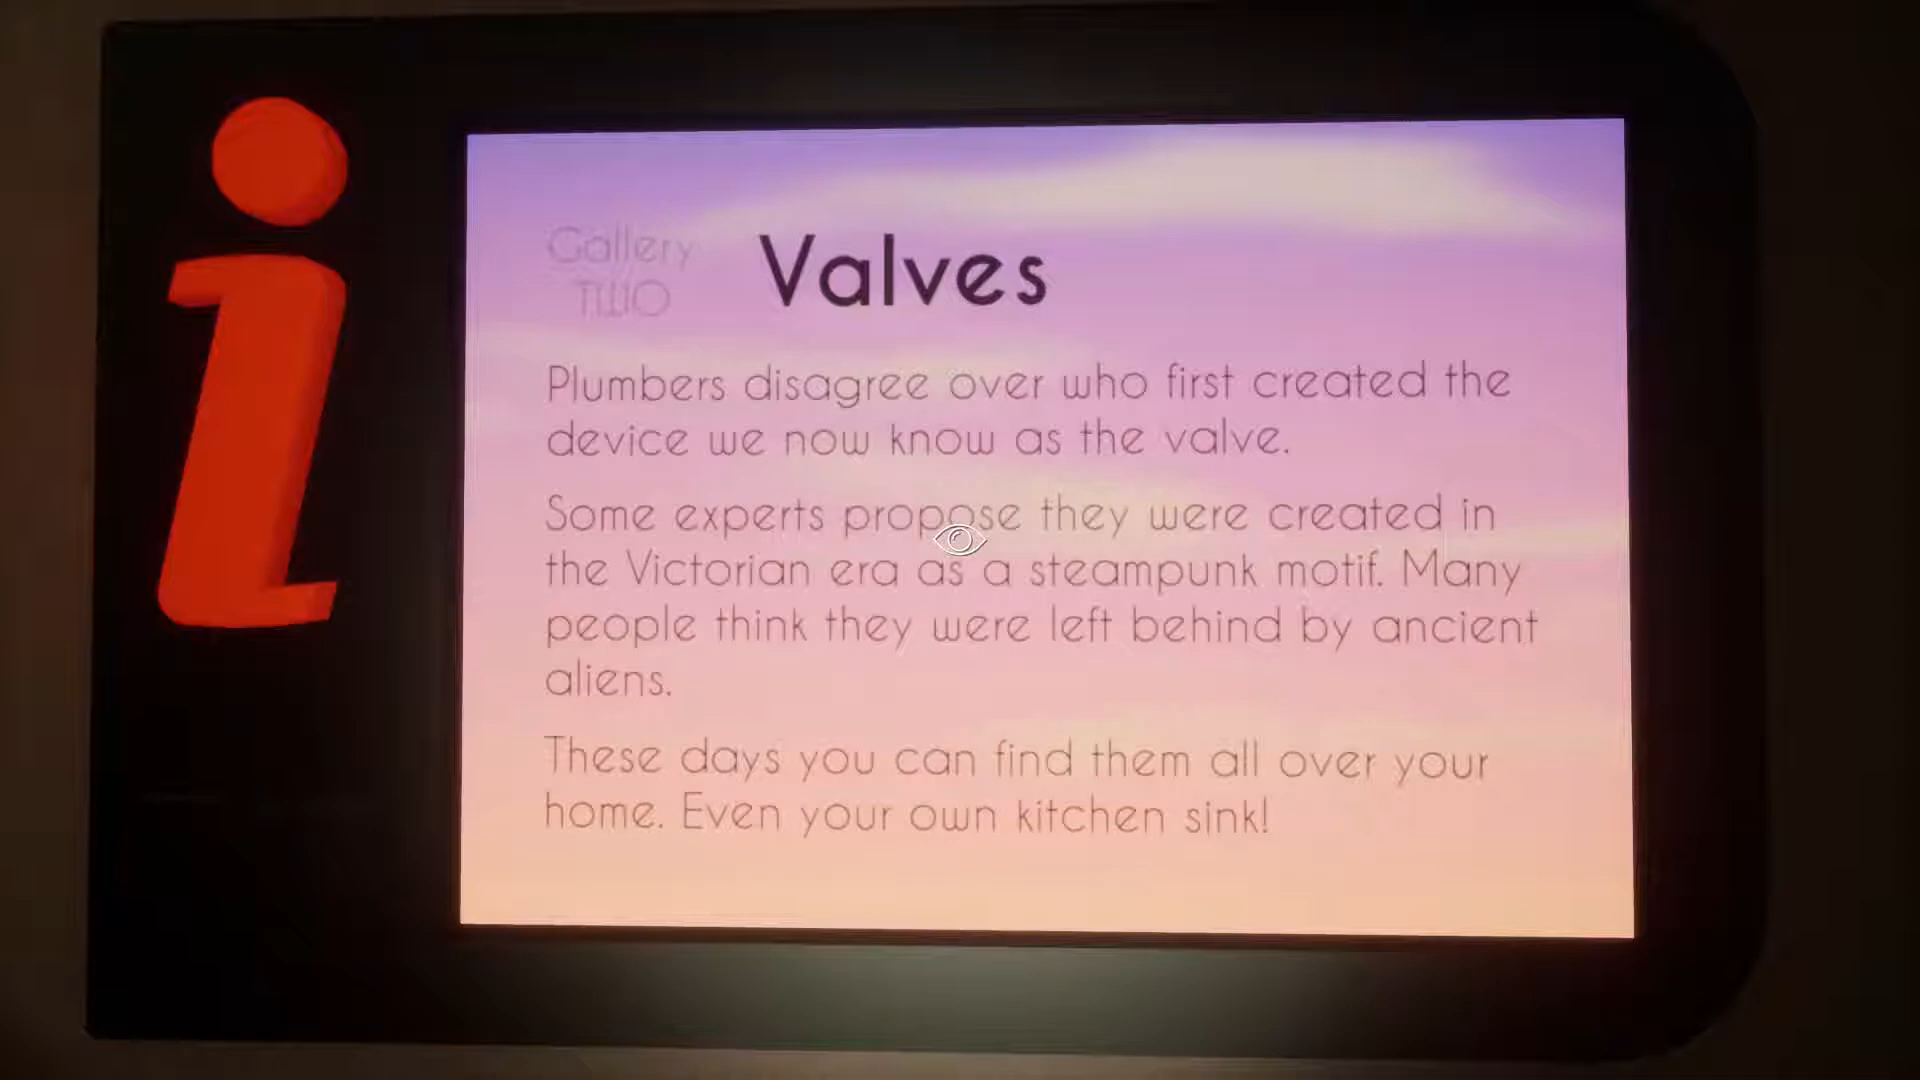 i
Gallery
TWO
Valves
Plumbers disagree over who first created the
device we now know as the valve.
Some experts propose they were created in
the Victorian era as a steampunk motif. Many
people think they were left behind by ancient
aliens.
These days you can find them all over your
home. Even your own kitchen sink!